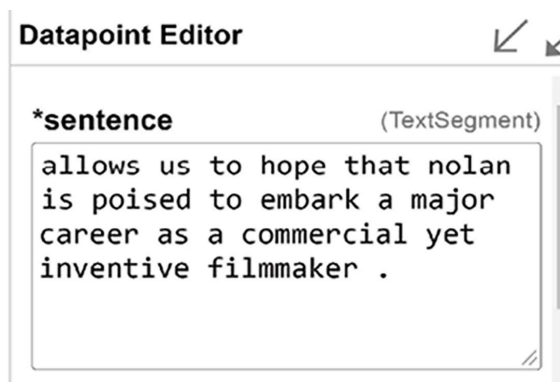 Datapoint Editor
*sentence (TextSegment)
allows us to hope that nolan
is poised to embark a major
career as a commercial yet
inventive filmmaker .